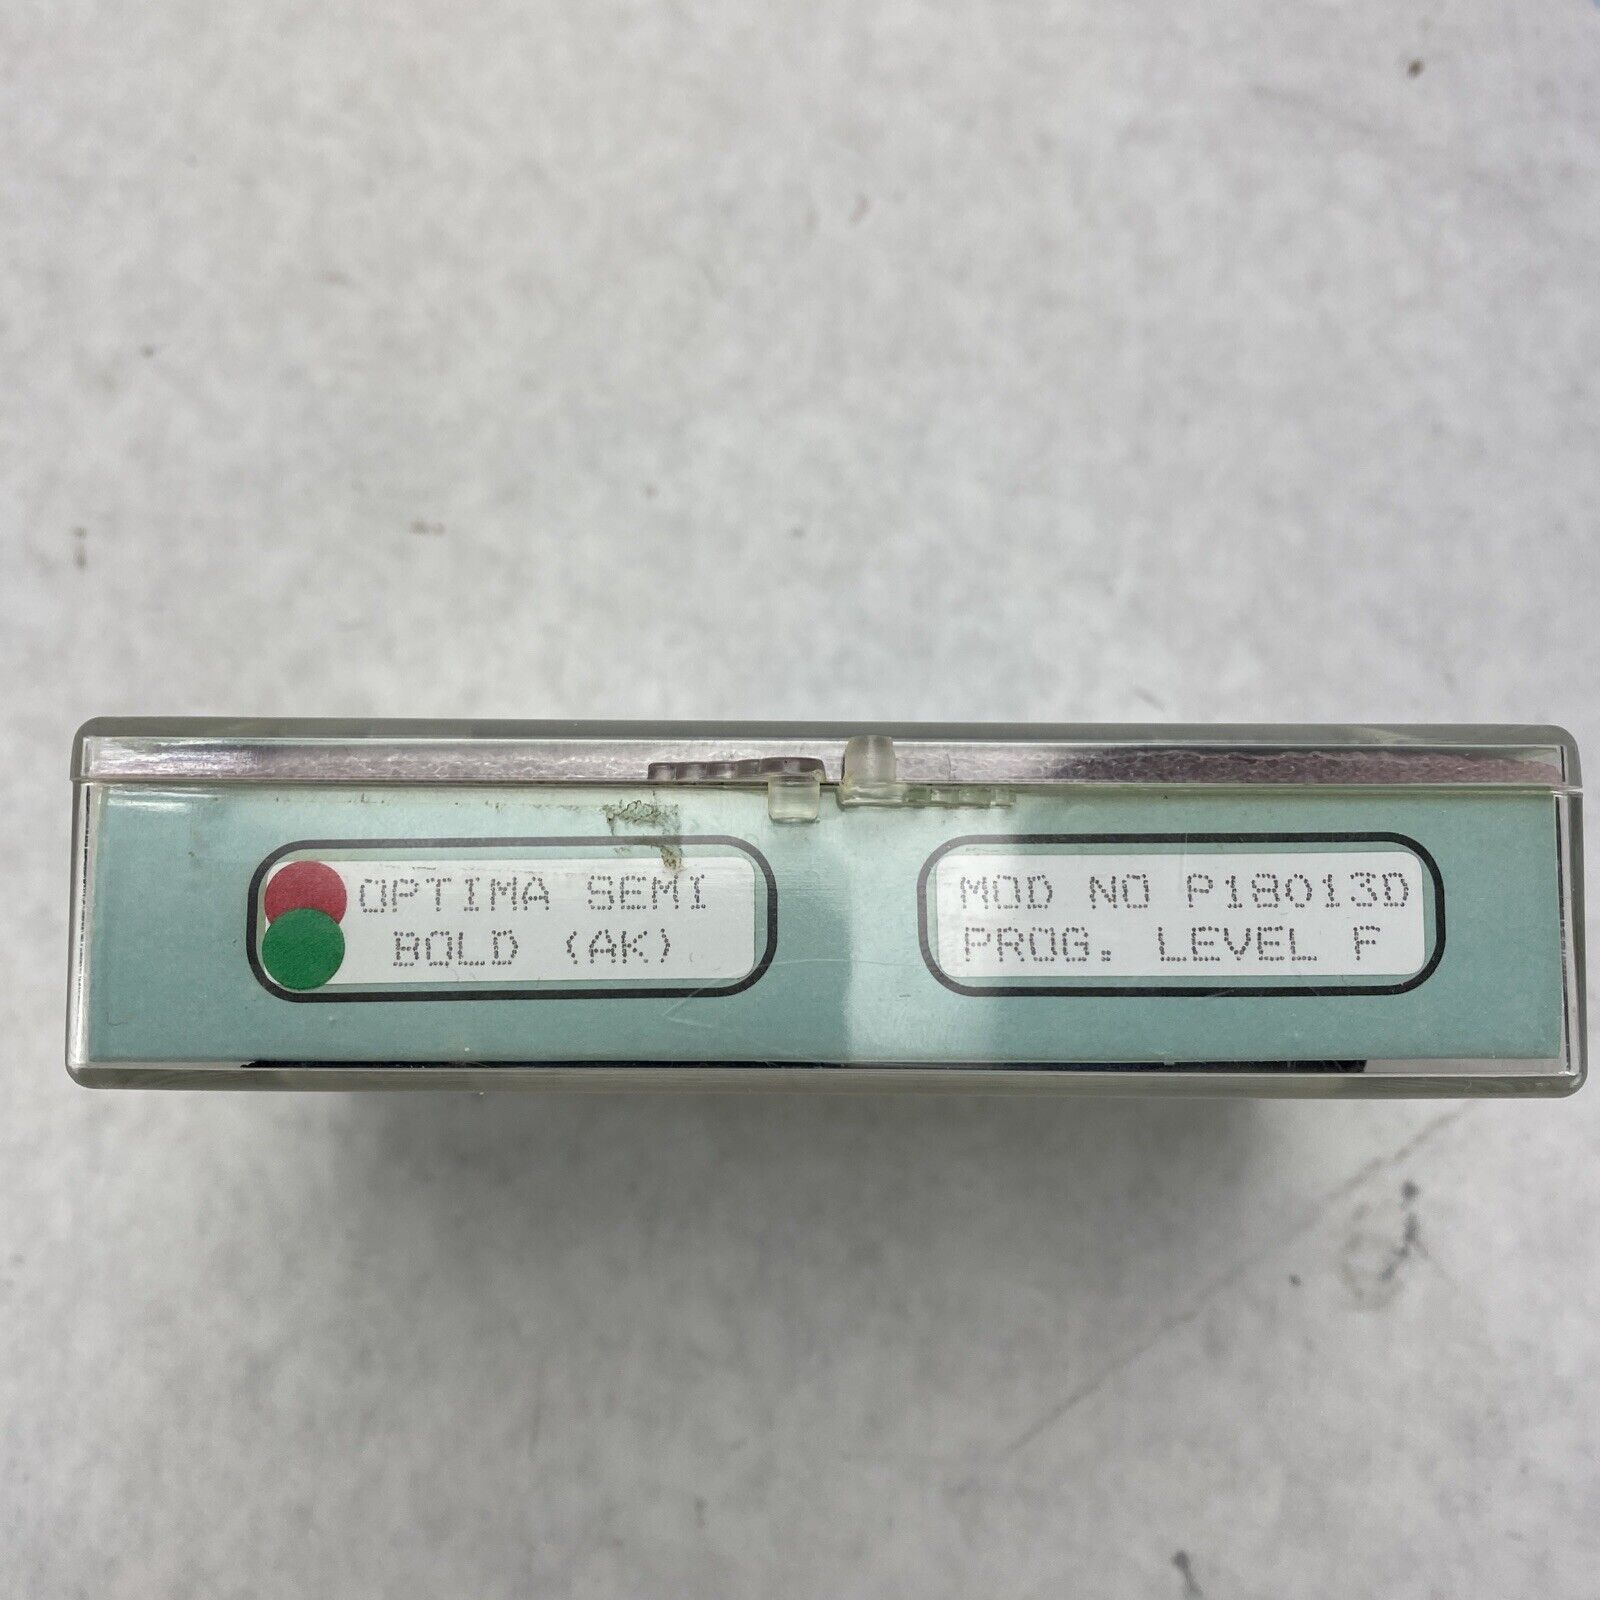 OPTIMA SEMI
BOLD (AK)
MOD NO P18013D
PROG. LEVEL F